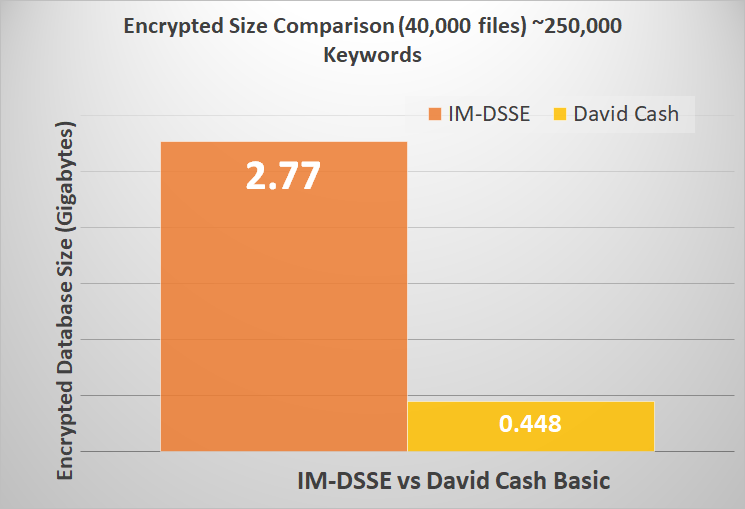 Encrypted Size Comparison (40,000 files) ~250,000
Keywords
IM-DSSE
David Cash
Encrypted Database Size (Gigabytes)
2.77
0.448
IM-DSSE vs David Cash Basic